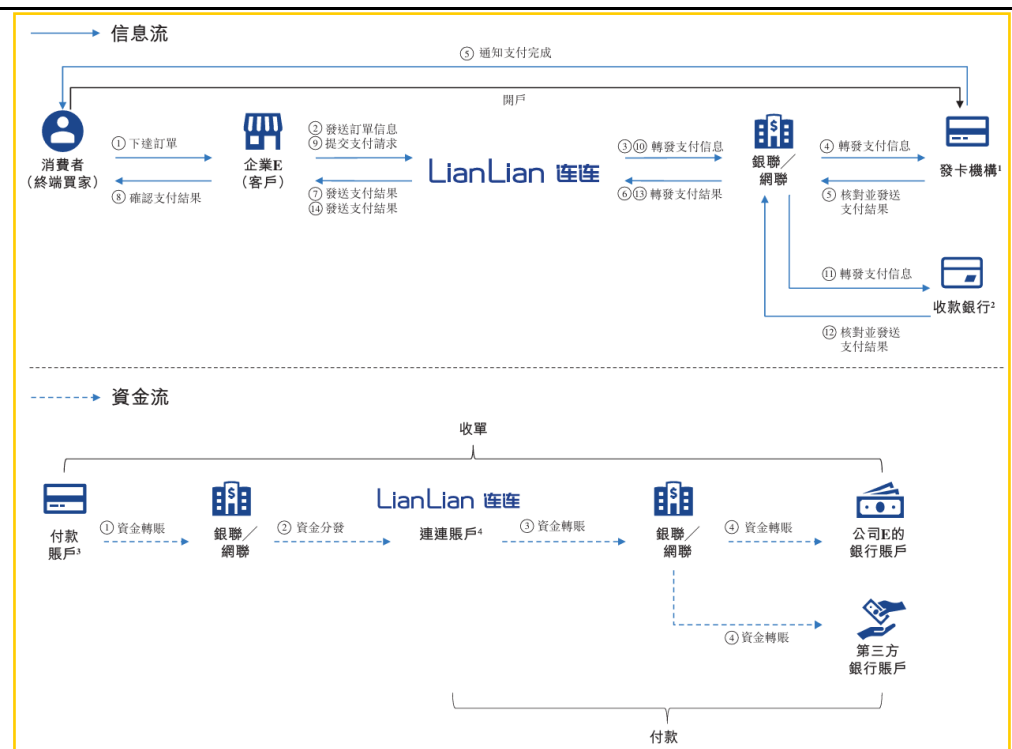 信息流
⑤ 通知支付完成
開戶
① 下達訂單
② 發送訂單信息
⑨ 提交支付請求
③⑩ 轉發支付信息
④ 轉發支付信息
消費者
（終端買家）
企業E
（客戶）
LianLian 连连
銀聯／
網聯
發卡機構¹
⑧ 確認支付結果
⑦ 發送支付結果
⑭ 發送支付結果
⑥⑬ 轉發支付結果
⑤ 核對並發送
支付結果
⑪ 轉發支付信息
收款銀行²
⑫ 核對並發送
支付結果
資金流
收單
LianLian 连连
付款
賬戶³
① 資金轉賬
銀聯／
網聯
② 資金分發
連連賬戶⁴
③ 資金轉賬
銀聯／
網聯
④ 資金轉賬
公司E的
銀行賬戶
④ 資金轉賬
第三方
銀行賬戶
付款